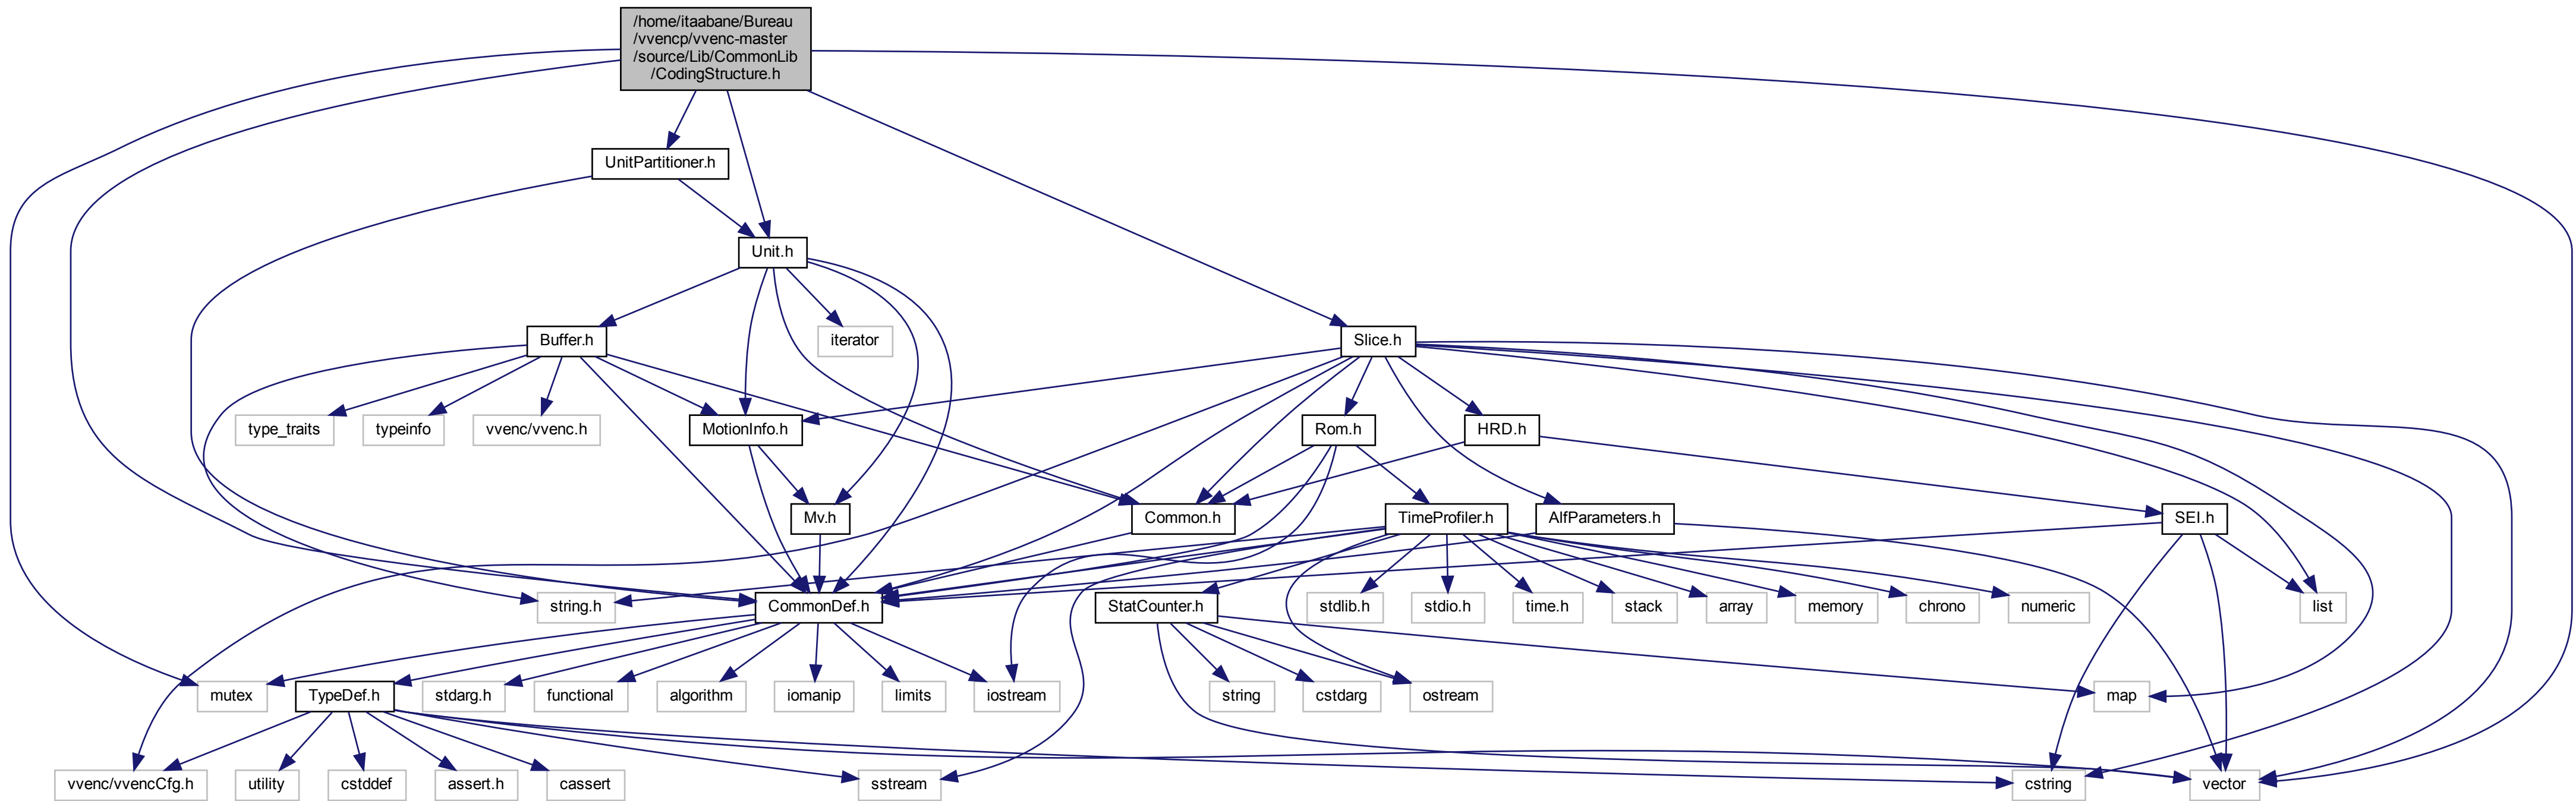 /home/itaabane/Bureau
/vvencp/vvenc-master
/source/Lib/CommonLib
/CodingStructure.h
UnitPartitioner.h
Unit.h
Buffer.h
iterator
Slice.h
type_traits
typeinfo
vvenc/vvenc.h
MotionInfo.h
Rom.h
HRD.h
Mv.h
Common.h
TimeProfiler.h
AlfParameters.h
SEI.h
string.h
CommonDef.h
StatCounter.h
stdlib.h
stdio.h
time.h
stack
array
memory
chrono
numeric
list
mutex
TypeDef.h
stdarg.h
functional
algorithm
iomanip
limits
iostream
string
cstdarg
ostream
map
vvenc/vvencCfg.h
utility
cstddef
assert.h
cassert
sstream
cstring
vector